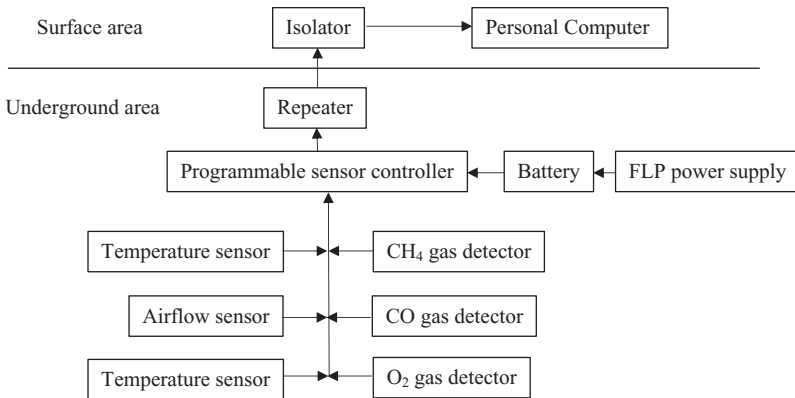 Surface area
Isolator
Personal Computer
Underground area
Repeater
Programmable sensor controller
Battery
FLP power supply
Temperature sensor
CH₄ gas detector
Airflow sensor
CO gas detector
Temperature sensor
O₂ gas detector